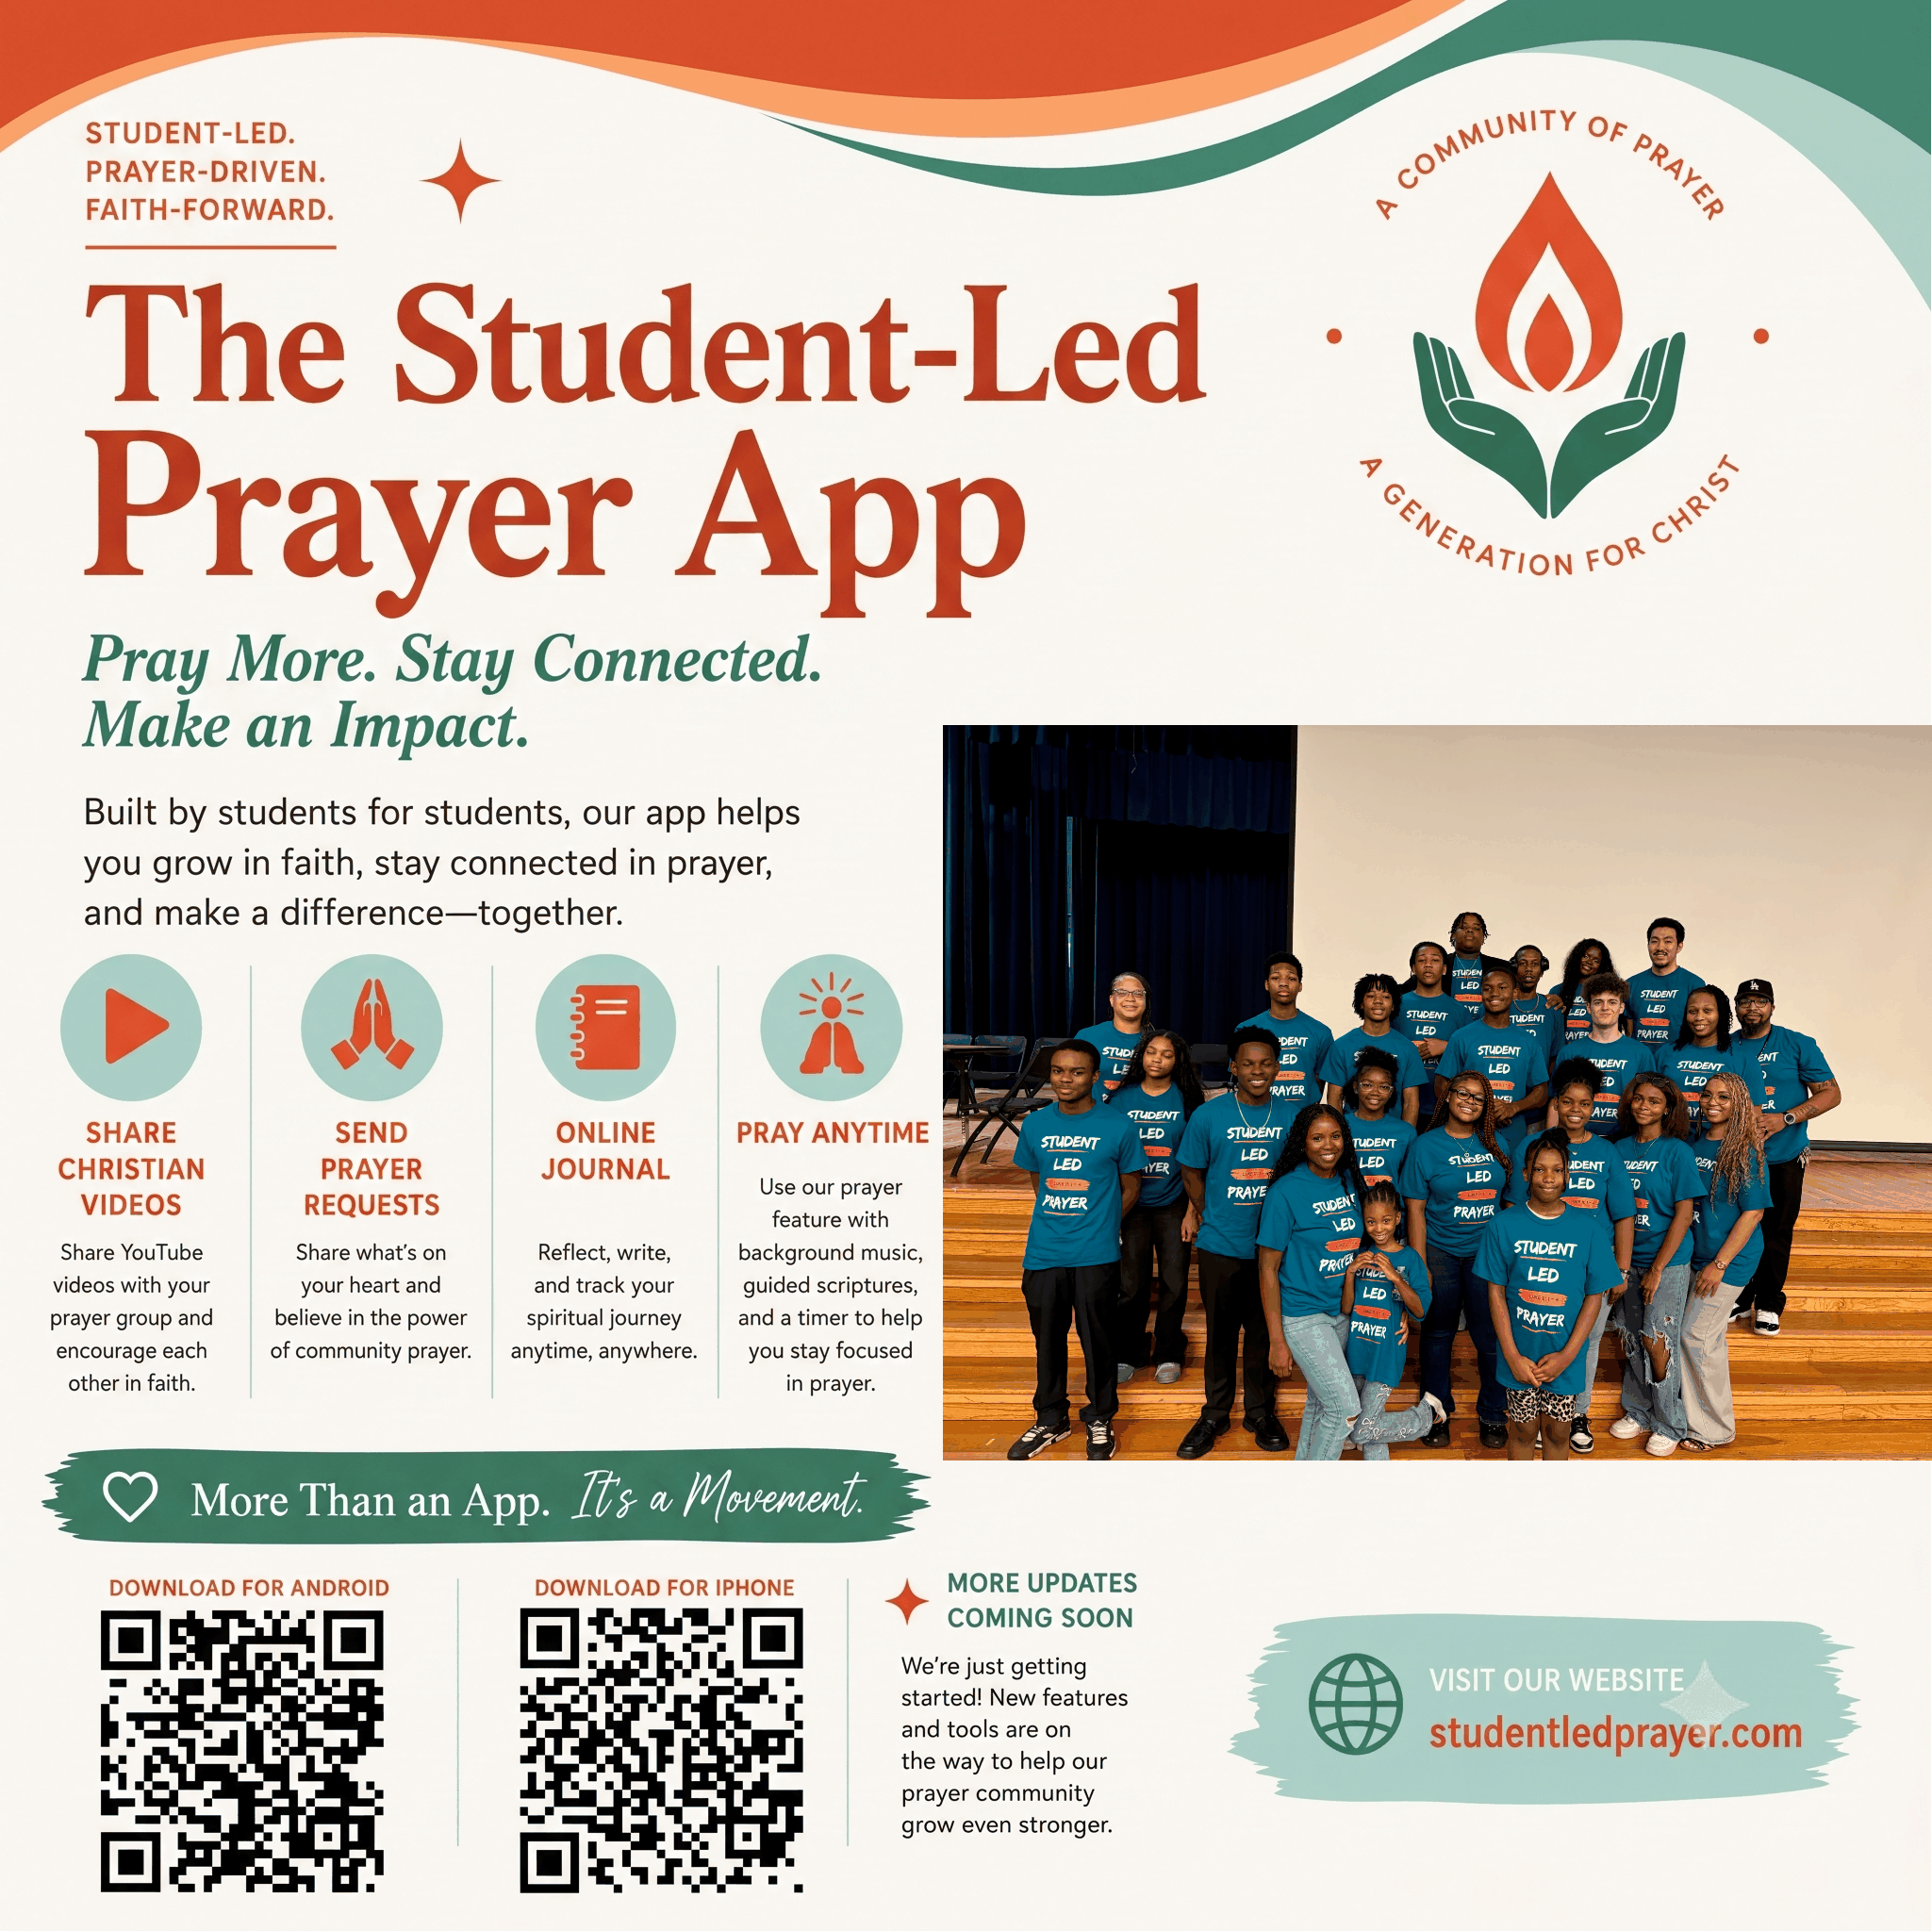 STUDENT-LED.
PRAYER-DRIVEN.
FAITH-FORWARD.
A COMMUNITY OF PRAYER
A GENERATION FOR CHRIST
The Student-Led
Prayer App
Pray More. Stay Connected.
Make an Impact.
Built by students for students, our app helps
you grow in faith, stay connected in prayer,
and make a difference—together.
SHARE
CHRISTIAN
VIDEOS
Share YouTube
videos with your
prayer group and
encourage each
other in faith.
SEND
PRAYER
REQUESTS
Share what's on
your heart and
believe in the power
of community prayer.
ONLINE
JOURNAL
Reflect, write,
and track your
spiritual journey
anytime, anywhere.
PRAY ANYTIME
Use our prayer
feature with
background music,
guided scriptures,
and a timer to help
you stay focused
in prayer.
STUDENT
LED
PRAYER
More Than an App. It's a Movement.
DOWNLOAD FOR ANDROID
DOWNLOAD FOR IPHONE
MORE UPDATES
COMING SOON
We're just getting
started! New features
and tools are on
the way to help our
prayer community
grow even stronger.
VISIT OUR WEBSITE
studentledprayer.com